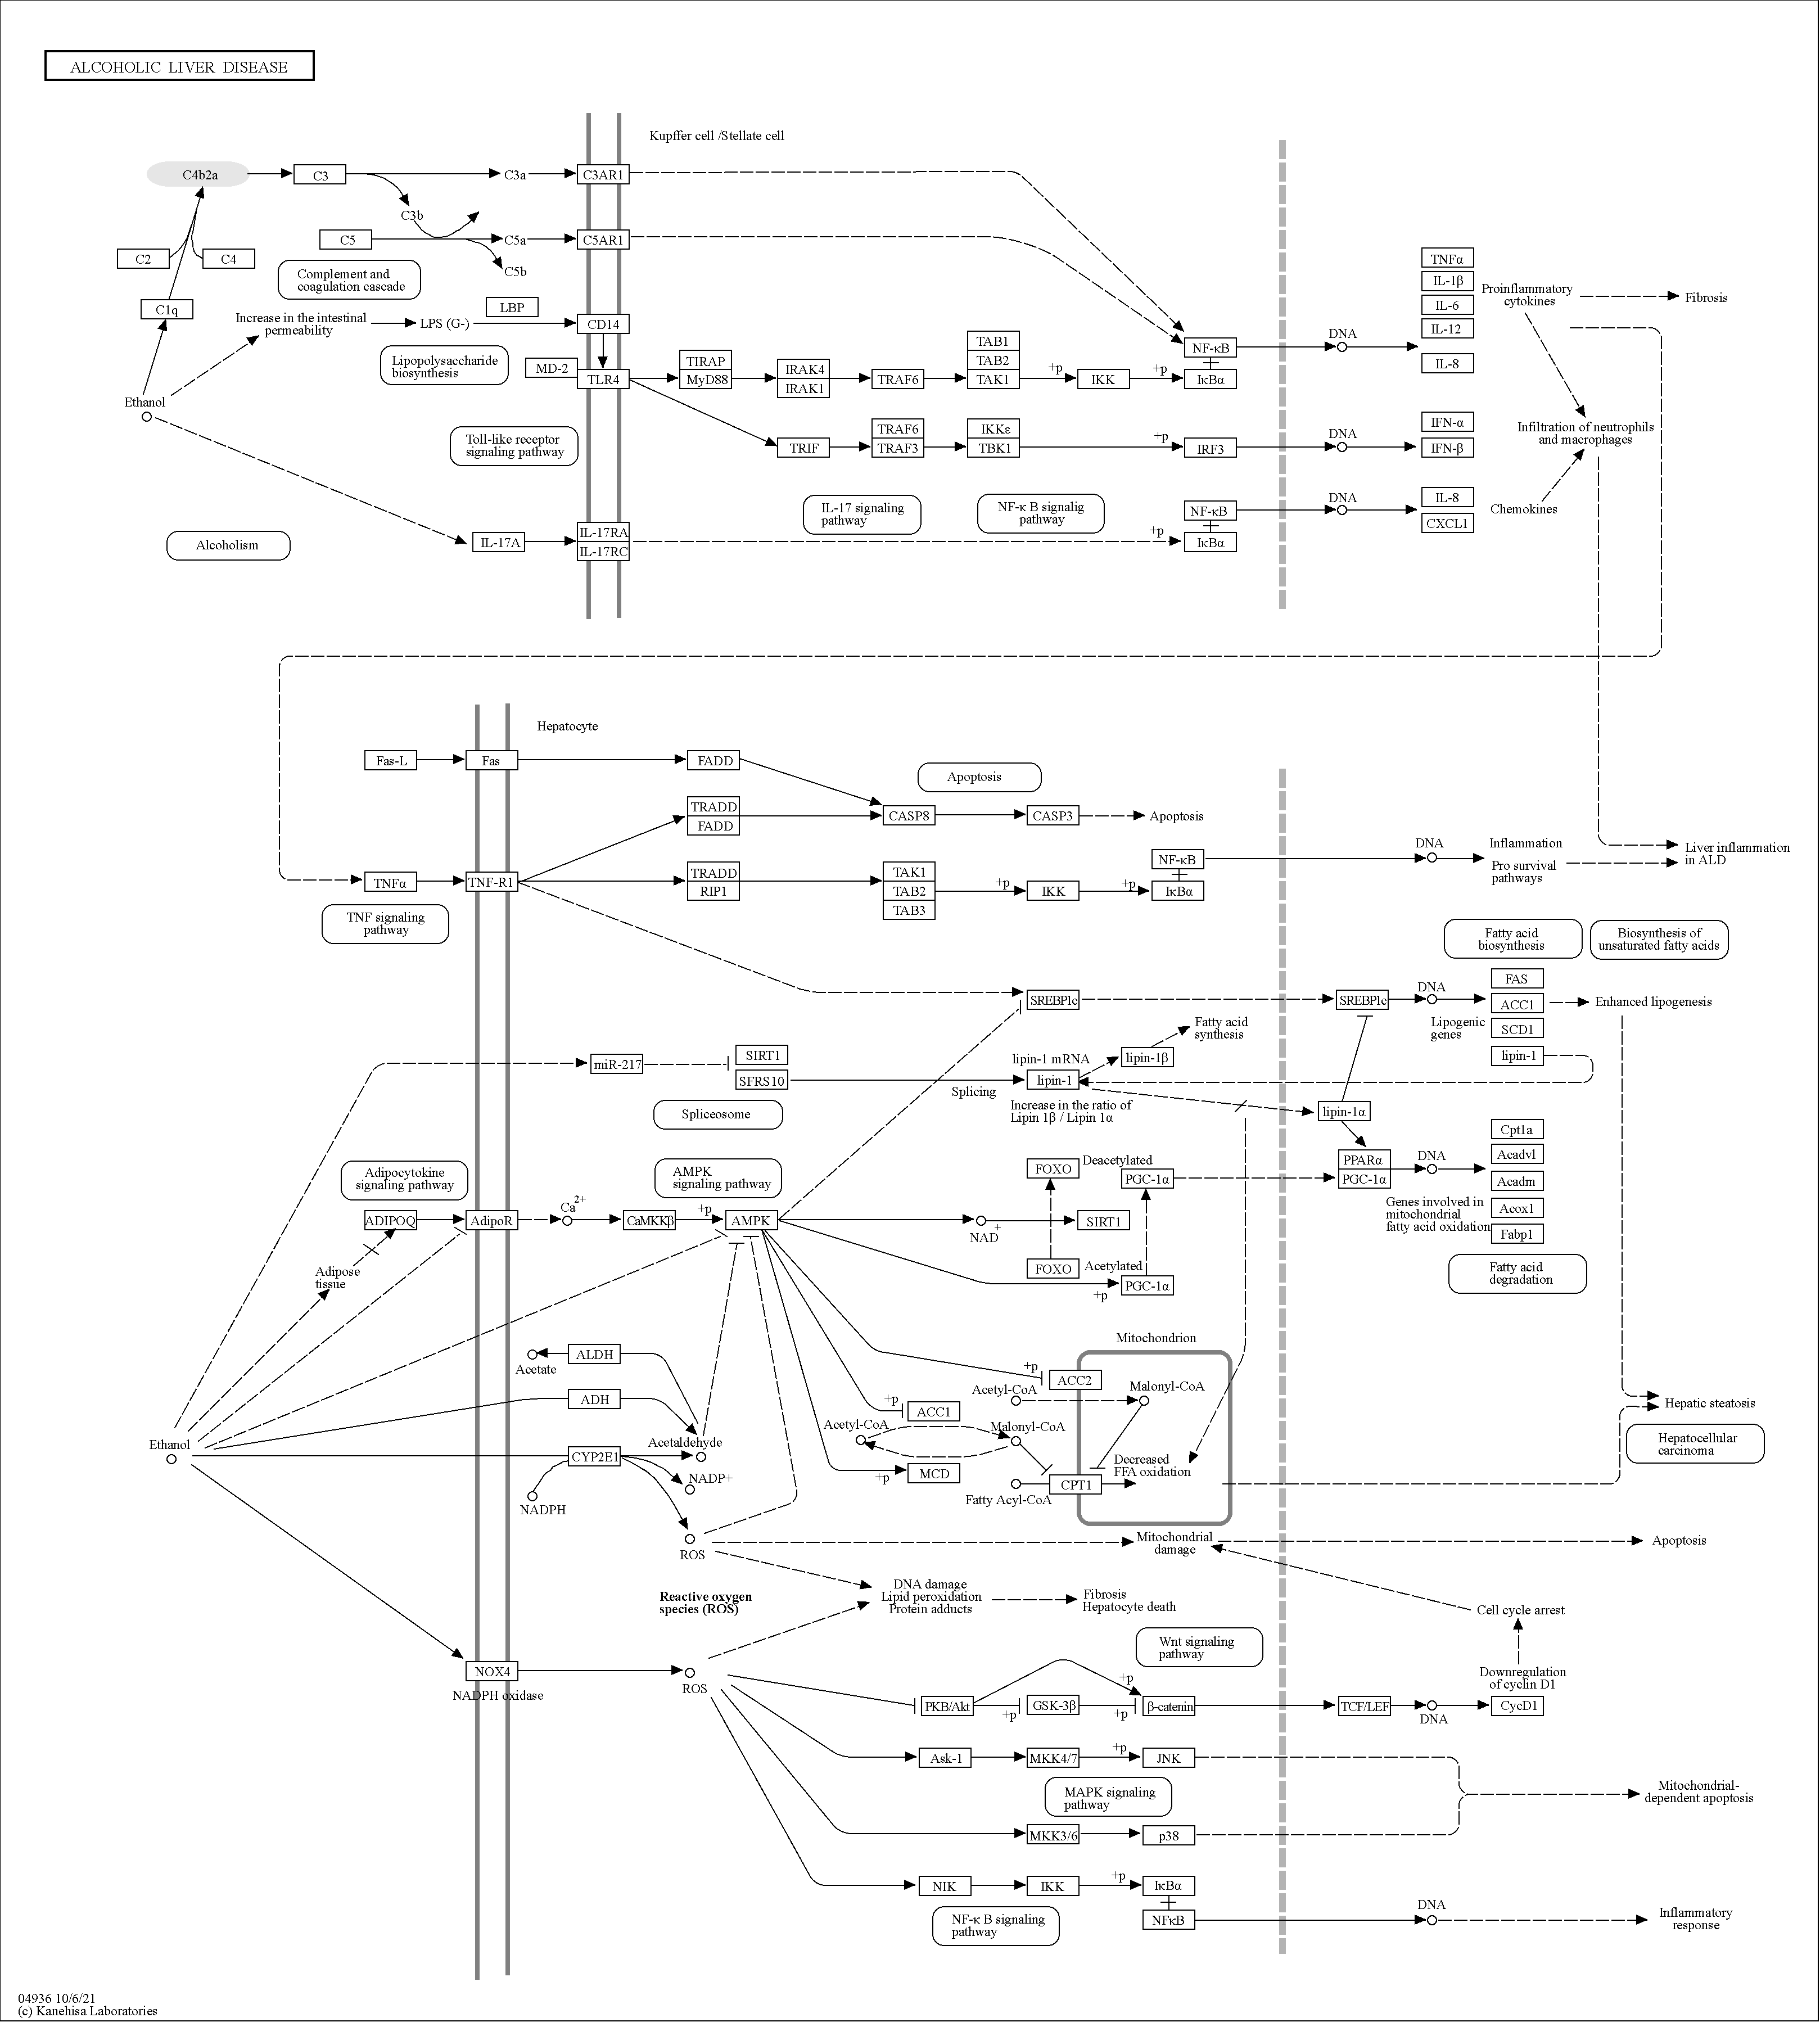 ALCOHOLIC LIVER DISEASE
Kupffer cell /Stellate cell
C4b2a
C3
C3a
C3AR1
C3b
C5
C5a
C5AR1
C5b
C2
C4
Complement and
coagulation cascade
C1q
LBP
Increase in the intestinal
permeability
LPS (G-)
CD14
Lipopolysaccharide
biosynthesis
MD-2
TLR4
TIRAP
MyD88
IRAK4
IRAK1
TRAF6
TAB1
TAB2
TAK1
+p
IKK
+p
NF-κB
IκBα
DNA
TNFα
IL-1β
IL-6
IL-12
IL-8
Proinflammatory
cytokines
Fibrosis
Ethanol
Toll-like receptor
signaling pathway
TRIF
TRAF6
TRAF3
IKKε
TBK1
+p
IRF3
DNA
IFN-α
IFN-β
Infiltration of neutrophils
and macrophages
IL-17 signaling
pathway
NF-κ B signalig
pathway
NF-κB
+p
IκBα
DNA
IL-8
CXCL1
Chemokines
Alcoholism
IL-17A
IL-17RA
IL-17RC
Hepatocyte
Fas-L
Fas
FADD
Apoptosis
TRADD
FADD
CASP8
CASP3
Apoptosis
TNFα
TNF-R1
TRADD
RIP1
TAK1
TAB2
TAB3
+p
IKK
+p
NF-κB
IκBα
DNA
Inflammation
Pro survival
pathways
Liver inflammation
in ALD
TNF signaling
pathway
Fatty acid
biosynthesis
Biosynthesis of
unsaturated fatty acids
SREBP1c
SREBP1c
DNA
Lipogenic
genes
FAS
ACC1
SCD1
lipin-1
Enhanced lipogenesis
miR-217
SIRT1
SFRS10
Splicing
lipin-1 mRNA
lipin-1
lipin-1β
Fatty acid
synthesis
Increase in the ratio of
Lipin 1β / Lipin 1α
lipin-1α
Spliceosome
Adipocytokine
signaling pathway
AMPK
signaling pathway
FOXO
Deacetylated
PGC-1α
PPARα
PGC-1α
DNA
Cpt1a
Acadvl
Acadm
Acox1
Fabp1
Genes involved in
mitochondrial
fatty acid oxidation
Fatty acid
degradation
ADIPOQ
AdipoR
Ca2+
CaMKKβ
+p
AMPK
NAD+
SIRT1
FOXO
Acetylated
PGC-1α
+p
Adipose
tissue
Mitochondrion
ALDH
Acetate
ADH
+p
ACC2
Acetyl-CoA
Malonyl-CoA
+p
ACC1
Acetyl-CoA
Malonyl-CoA
Hepatic steatosis
Hepatocellular
carcinoma
Ethanol
Acetaldehyde
CYP2E1
NADP+
NADPH
+p
MCD
Decreased
FFA oxidation
CPT1
Fatty Acyl-CoA
ROS
Mitochondrial
damage
Apoptosis
Reactive oxygen
species (ROS)
DNA damage
Lipid peroxidation
Protein adducts
Fibrosis
Hepatocyte death
Cell cycle arrest
Wnt signaling
pathway
NOX4
NADPH oxidase
ROS
Downregulation
of cyclin D1
PKB/Akt
+p
GSK-3β
+p
+p
β-catenin
TCF/LEF
DNA
CycD1
Ask-1
MKK4/7
+p
JNK
MAPK signaling
pathway
Mitochondrial-
dependent apoptosis
MKK3/6
p38
NIK
IKK
+p
IκBα
NFκB
NF-κ B signaling
pathway
DNA
Inflammatory
response
04936 10/6/21
(c) Kanehisa Laboratories